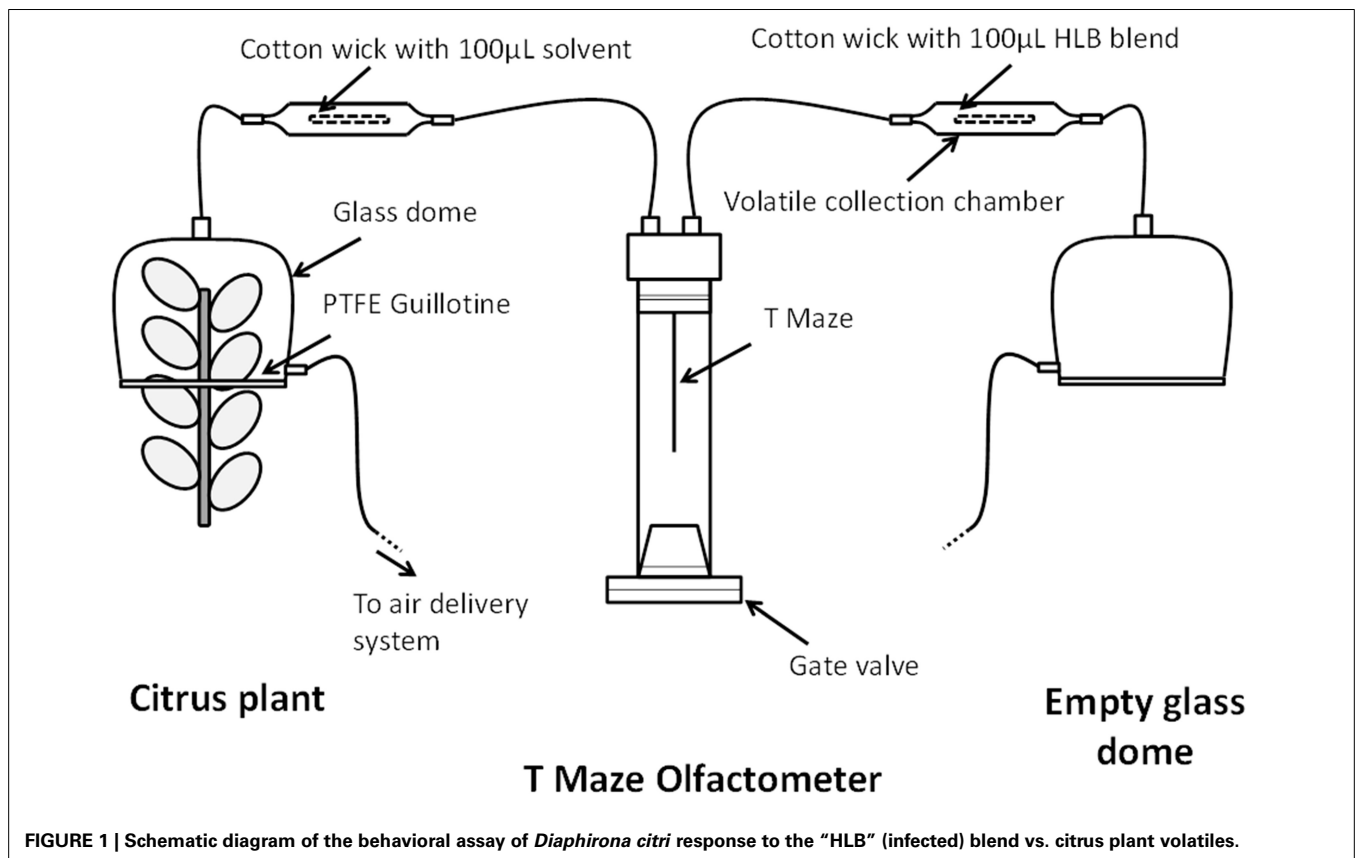 Cotton wick with 100µL solvent
Cotton wick with 100µL HLB blend
Volatile collection chamber
Glass dome
PTFE Guillotine
T Maze
To air delivery
system
Gate valve
Citrus plant
Empty glass
dome
T Maze Olfactometer
FIGURE 1 | Schematic diagram of the behavioral assay of Diaphirona citri response to the “HLB” (infected) blend vs. citrus plant volatiles.